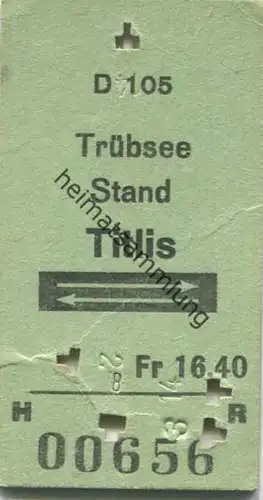 D 105
Trübsee
Stand
Titlis
heimatsammlung
Fr 16.40
H R
00656